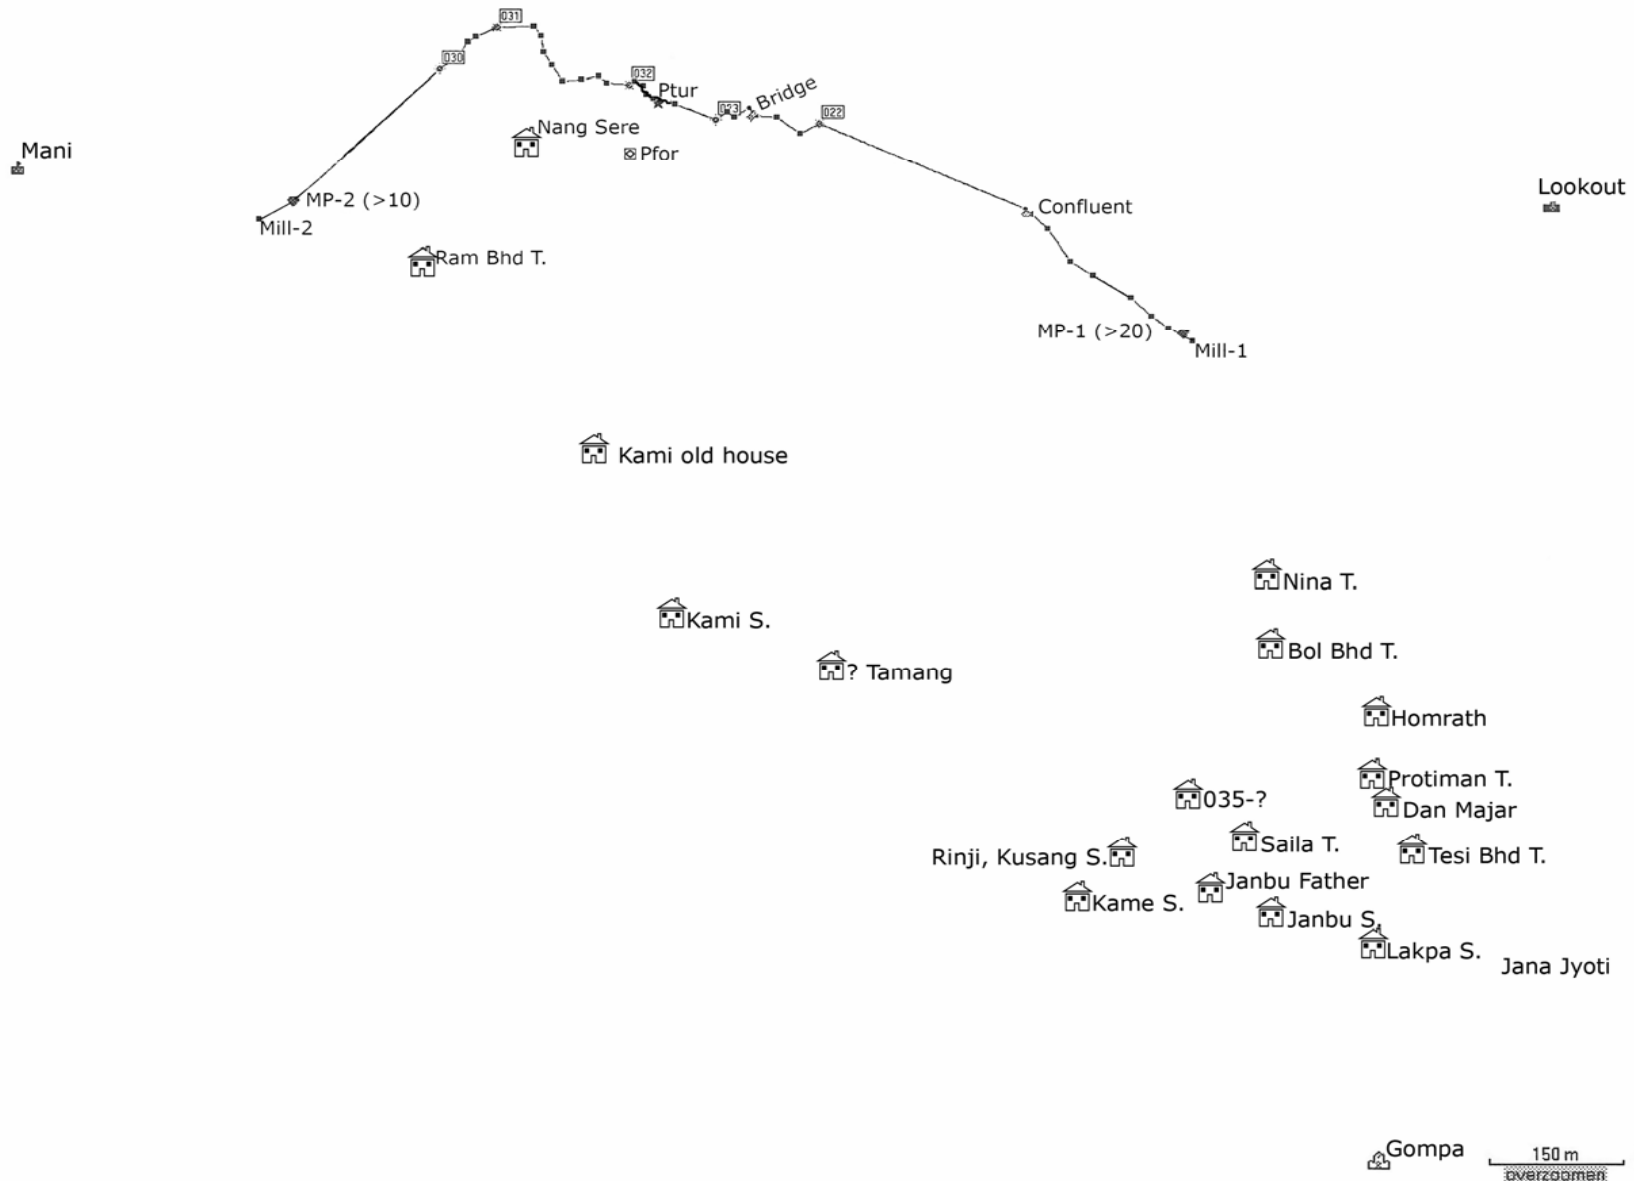 031
030
032
Ptur
023
Bridge
022
Nang Sere
Pfor
Mani
Lookout
MP-2 (>10)
Mill-2
Confluent
Ram Bhd T.
MP-1 (>20)
Mill-1
Kami old house
Nina T.
Kami S.
Bol Bhd T.
? Tamang
Homrath
Protiman T.
035-?
Dan Majar
Saila T.
Rinji, Kusang S.
Tesi Bhd T.
Janbu Father
Kame S.
Janbu S.
Lakpa S.
Jana Jyoti
Gompa
150 m
overzoomen